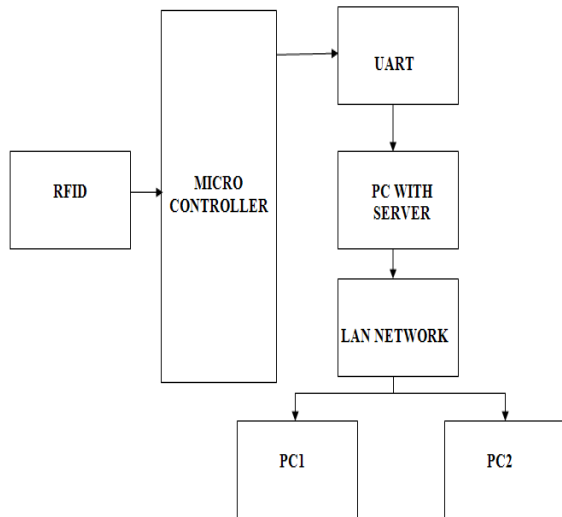 UART
RFID
MICRO
CONTROLLER
PC WITH
SERVER
LAN NETWORK
PC1
PC2